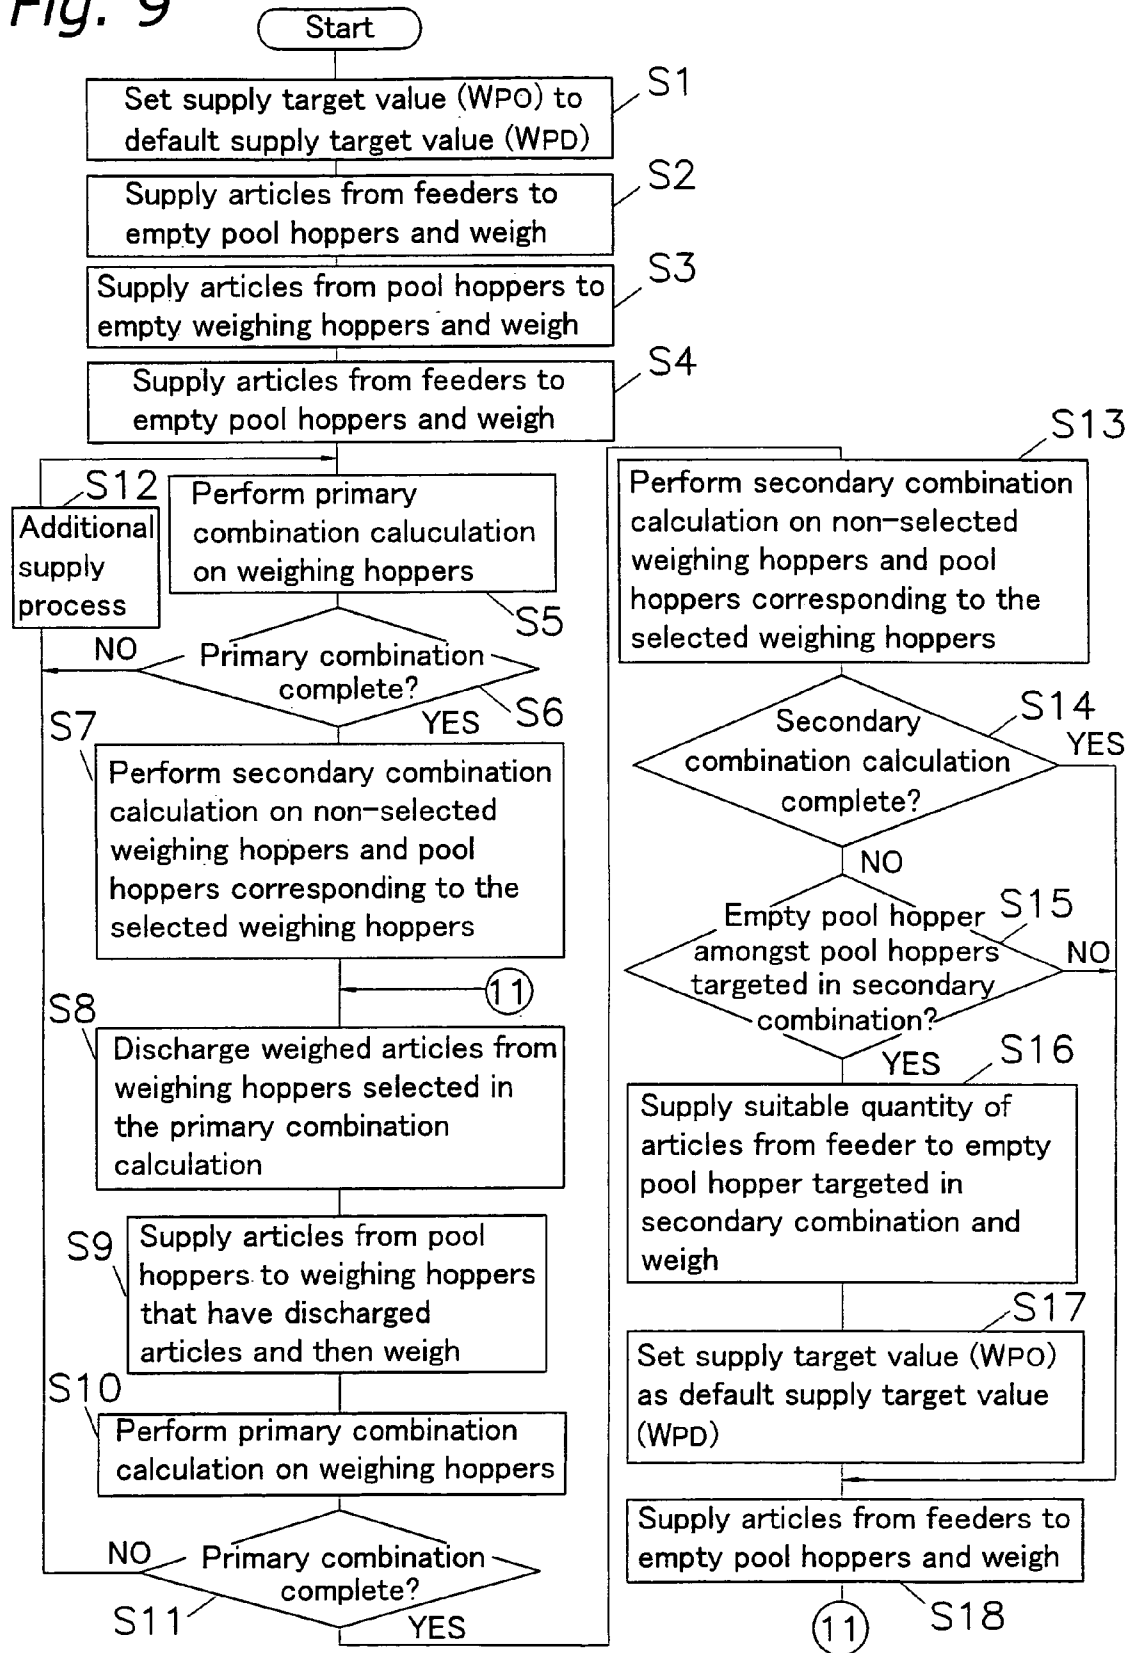 Fig. 9
Start
S1
Set supply target value (WPO) to
default supply target value (WPD)
S2
Supply articles from feeders to
empty pool hoppers and weigh
S3
Supply articles from pool hoppers to
empty weighing hoppers and weigh
S4
Supply articles from feeders to
empty pool hoppers and weigh
S12
Additional
supply
process
Perform primary
combination caluculation
on weighing hoppers
S5
NO
Primary combination
complete?
S6
YES
S7
Perform secondary combination
calculation on non-selected
weighing hoppers and pool
hoppers corresponding to the
selected weighing hoppers
11
S8
Discharge weighed articles from
weighing hoppers selected in
the primary combination
calculation
S9
Supply articles from pool
hoppers to weighing hoppers
that have discharged
articles and then weigh
S10
Perform primary combination
calculation on weighing hoppers
NO
Primary combination
complete?
S11
YES
S13
Perform secondary combination
calculation on non-selected
weighing hoppers and pool
hoppers corresponding to the
selected weighing hoppers
S14
Secondary
combination calculation
complete?
YES
NO
S15
Empty pool hopper
amongst pool hoppers
targeted in secondary
combination?
NO
YES
S16
Supply suitable quantity of
articles from feeder to empty
pool hopper targeted in
secondary combination and
weigh
S17
Set supply target value (WPO)
as default supply target value
(WPD)
Supply articles from feeders to
empty pool hoppers and weigh
S18
11